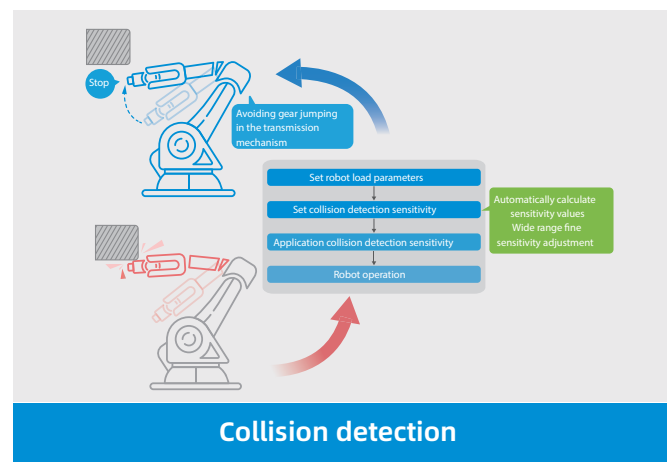 Stop
Avoiding gear jumping
in the transmission
mechanism
Set robot load parameters
Set collision detection sensitivity
Application collision detection sensitivity
Robot operation
Automatically calculate
sensitivity values
Wide range fine
sensitivity adjustment
Collision detection